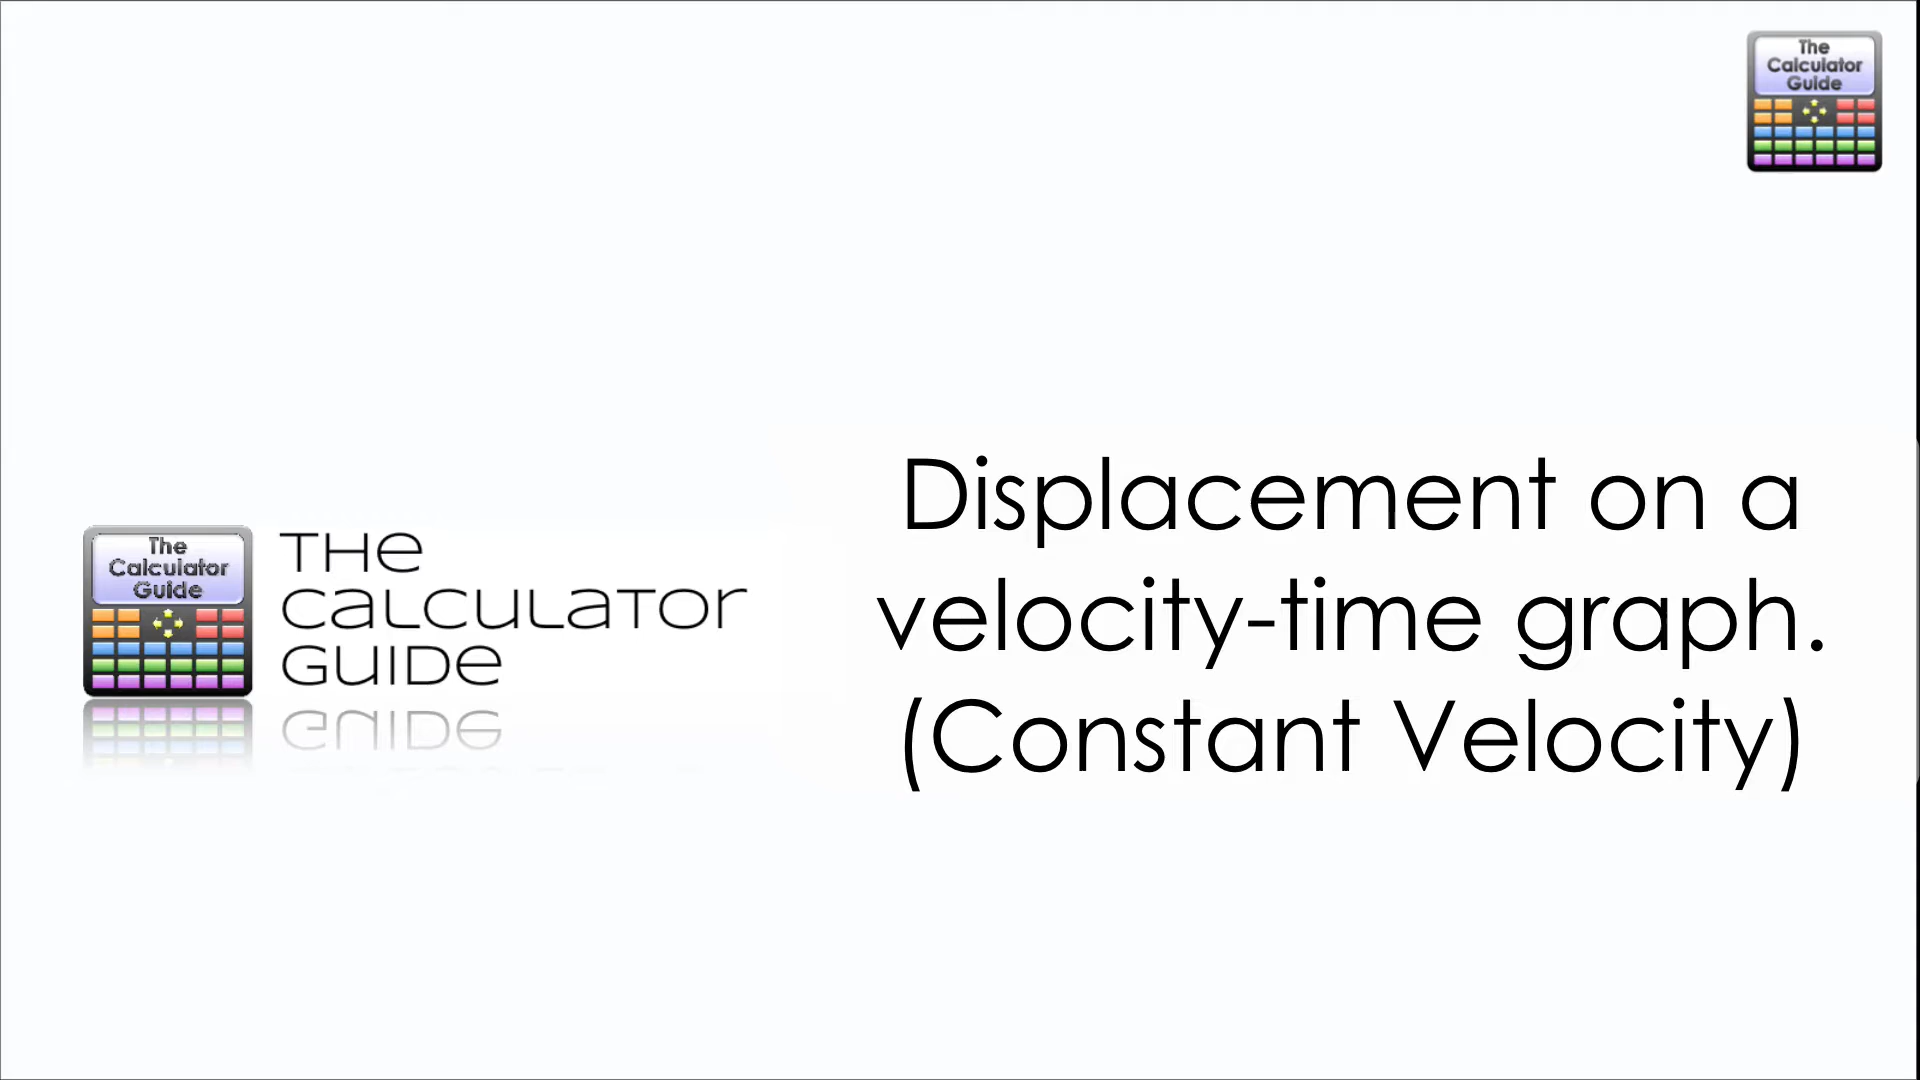 The
Calculator
Guide
The
Calculator
Guide
THE
CALCULATOR
GUIDE
Displacement on a
velocity-time graph.
(Constant Velocity)